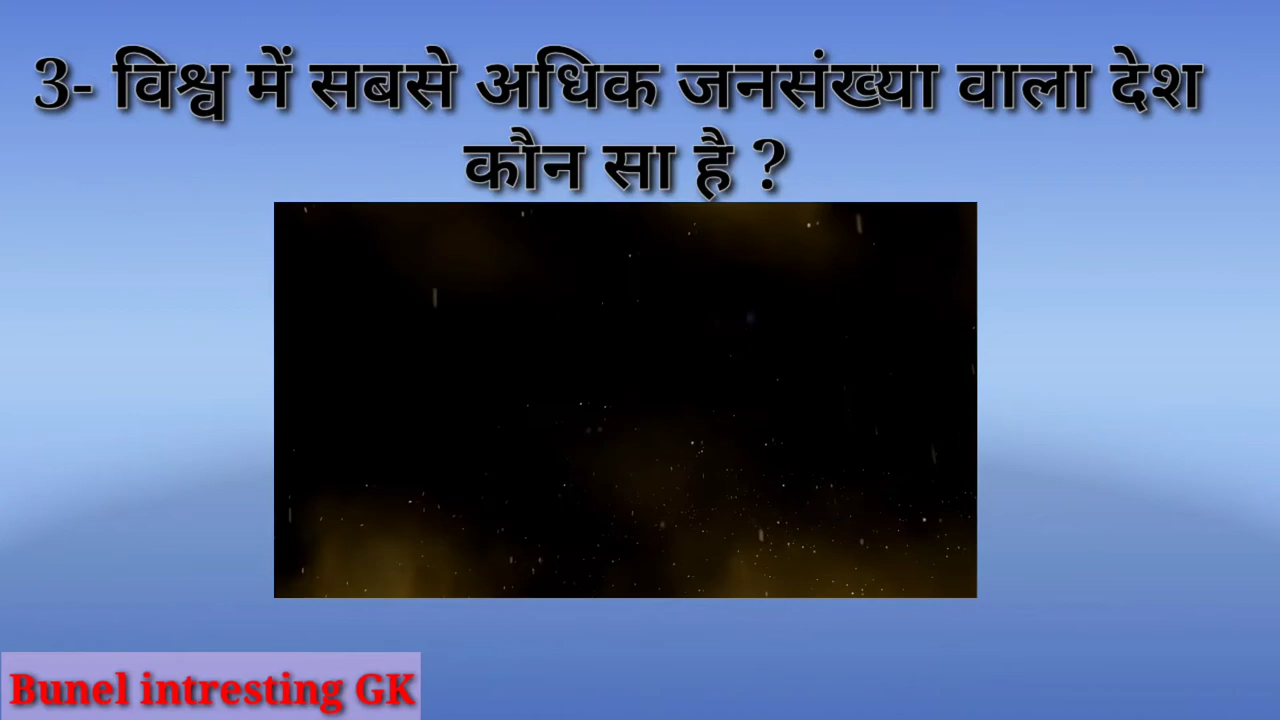 3- विश्व में सबसे अधिक जनसंख्या वाला देश
कौन सा है ?
Bunel intresting GK